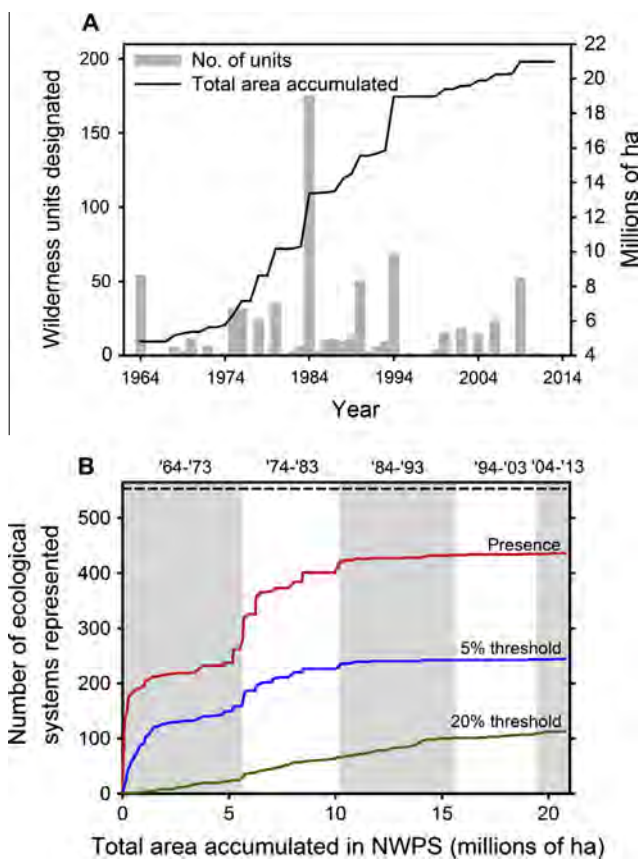 A
No. of units
Total area accumulated
Wilderness units designated
200
150
100
50
0
22
20
18
16
14
12
10
8
6
4
Millions of ha
1964 1974 1984 1994 2004 2014
Year
B
'64-'73 '74-'83 '84-'93 '94-'03 '04-'13
Number of ecological
systems represented
500
400
300
200
100
0
Presence
5% threshold
20% threshold
0 5 10 15 20
Total area accumulated in NWPS (millions of ha)